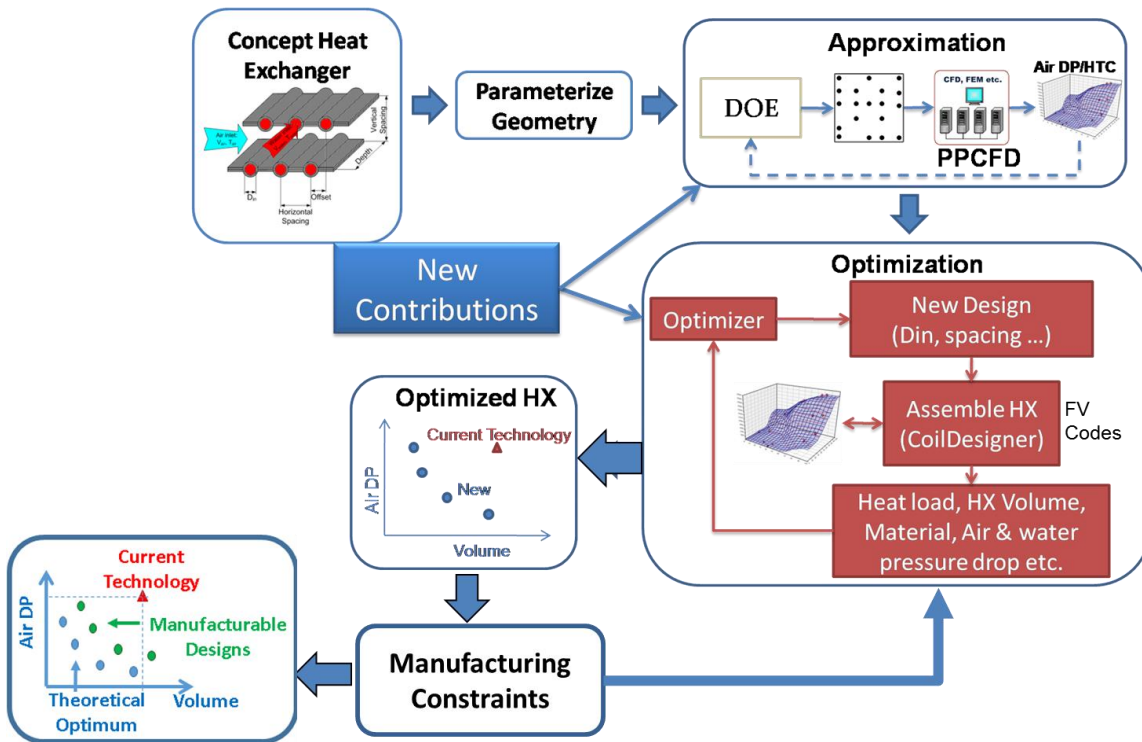 Concept Heat
Exchanger
Air Inlet
Vertical
Spacing
Depth
Offset
Horizontal
Spacing
Parameterize
Geometry
Approximation
DOE
CFD, FEM etc.
PPCFD
Air DP/HTC
New
Contributions
Optimization
Optimizer
New Design
(Din, spacing ...)
Assemble HX
(CoilDesigner)
FV
Codes
Heat load, HX Volume,
Material, Air & water
pressure drop etc.
Optimized HX
Current Technology
New
Air DP
Volume
Manufacturing
Constraints
Current
Technology
Air DP
Manufacturable
Designs
Theoretical
Optimum
Volume